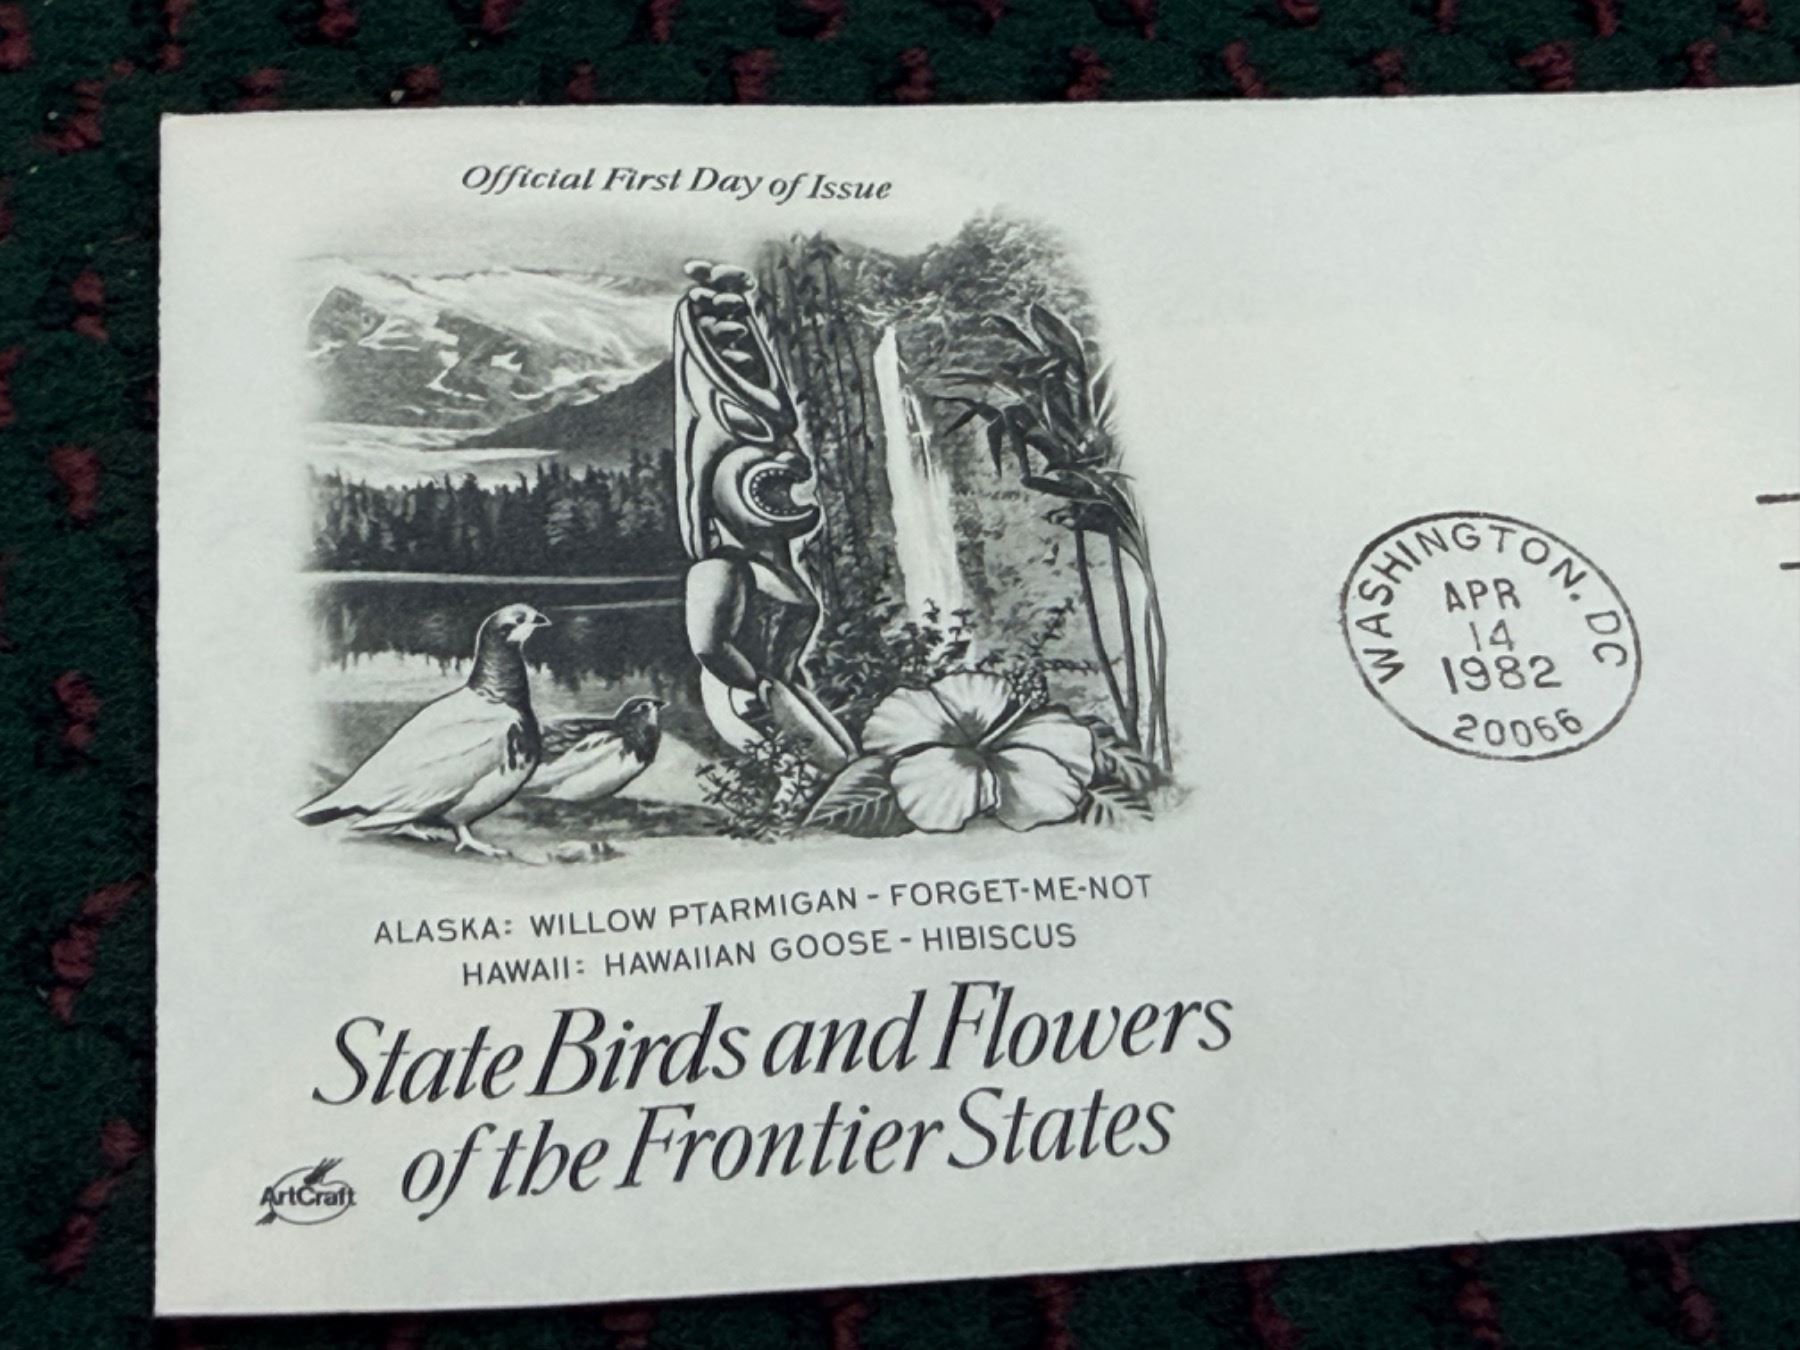 Official First Day of Issue
ALASKA: WILLOW PTARMIGAN - FORGET-ME-NOT
HAWAII: HAWAIIAN GOOSE - HIBISCUS
State Birds and Flowers
of the Frontier States
ArtCraft
WASHINGTON. DC
APR
14
1982
20066